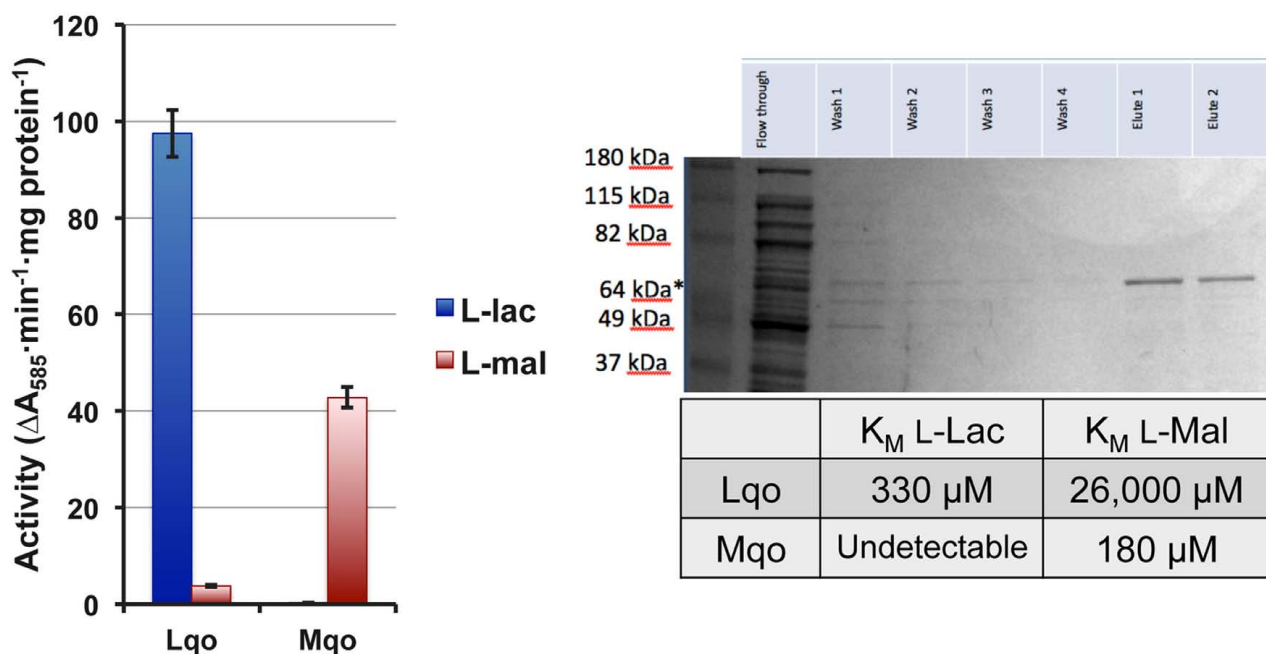 120
100
80
60
40
20
0
Activity (ΔA₅₈₅·min⁻¹·mg protein⁻¹)
Lqo
Mqo
L-lac
L-mal
Flow through
Wash 1
Wash 2
Wash 3
Wash 4
Elute 1
Elute 2
180 kDa
115 kDa
82 kDa
64 kDa*
49 kDa
37 kDa
K_M L-Lac K_M L-Mal
Lqo 330 µM 26,000 µM
Mqo Undetectable 180 µM